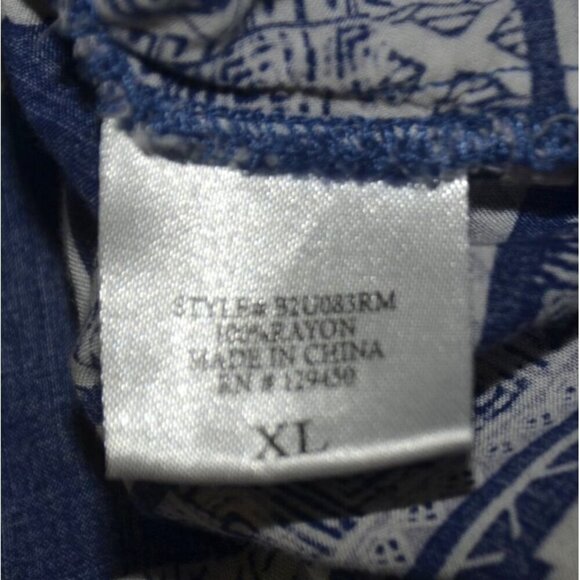 STYLE# B2U083RM
100% RAYON
MADE IN CHINA
RN # 129450
XL